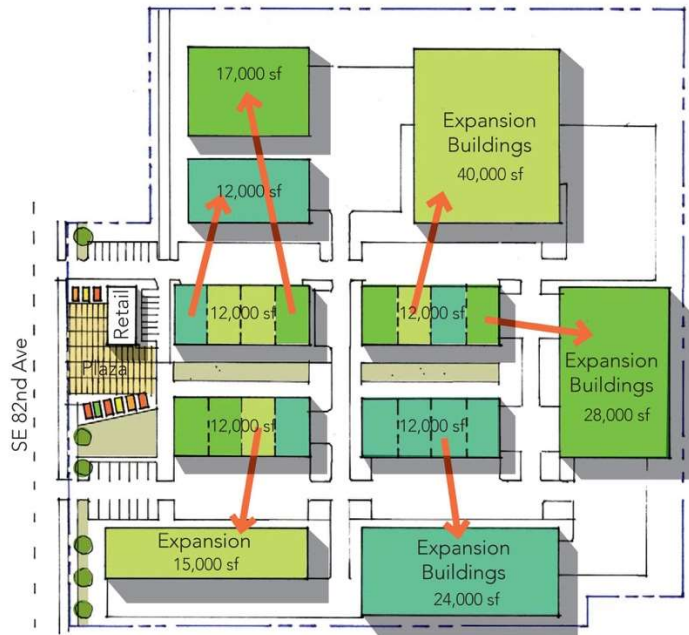 17,000 sf
12,000 sf
Expansion
Buildings
40,000 sf
SE 82nd Ave
Retail
Plaza
12,000 sf
12,000 sf
Expansion
Buildings
28,000 sf
12,000 sf
12,000 sf
Expansion
15,000 sf
Expansion
Buildings
24,000 sf